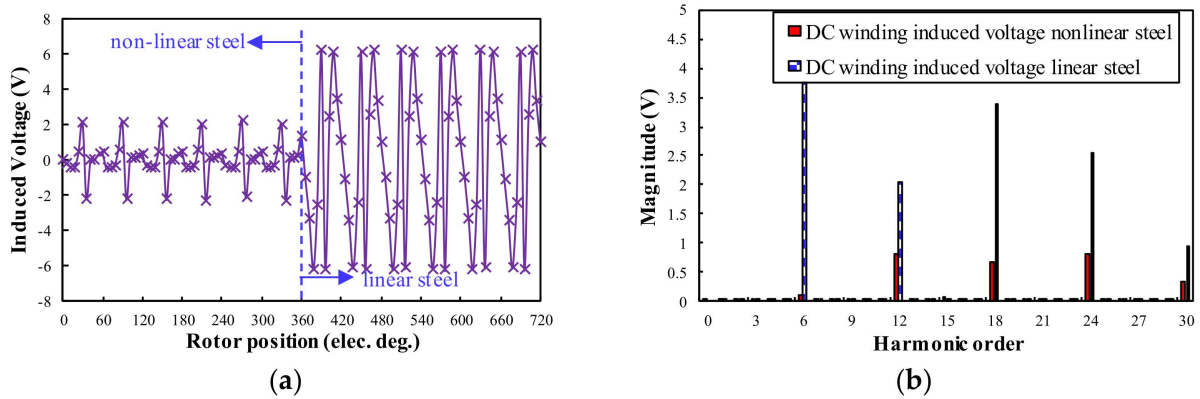 8
6
4
2
0
-2
-4
-6
-8
Induced Voltage (V)
non-linear steel
linear steel
0 60 120 180 240 300 360 420 480 540 600 660 720
Rotor position (elec. deg.)
(a)
5
4.5
4
3.5
3
2.5
2
1.5
1
0.5
0
Magnitude (V)
DC winding induced voltage nonlinear steel
DC winding induced voltage linear steel
0 3 6 9 12 15 18 21 24 27 30
Harmonic order
(b)